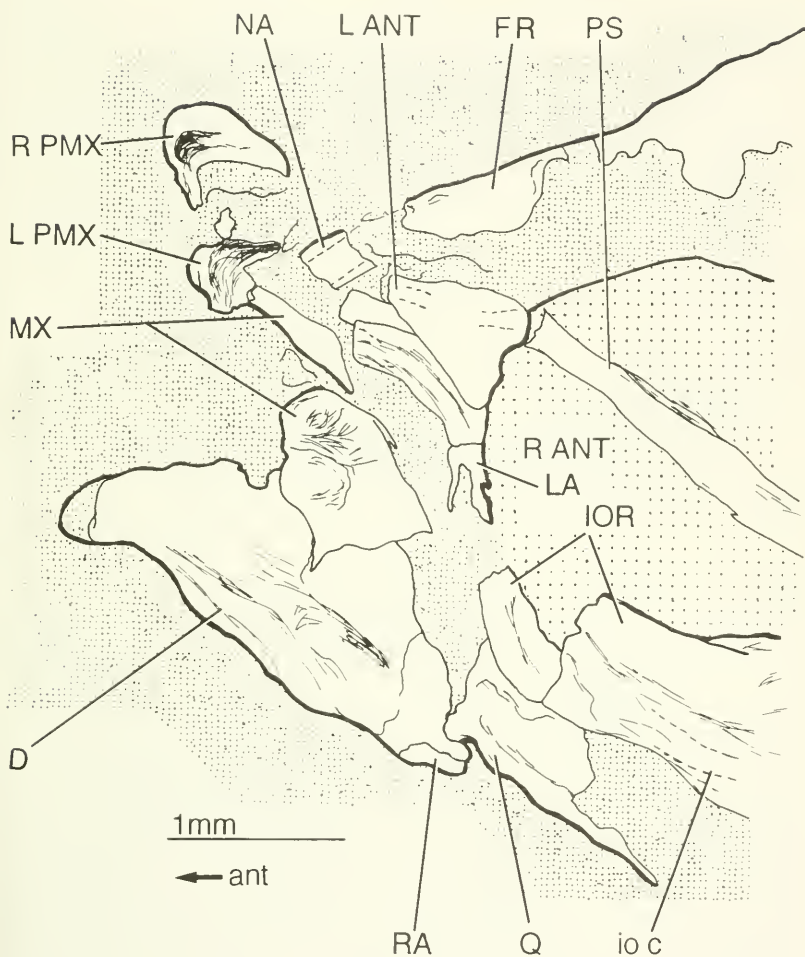 NA L ANT FR PS
R PMX
L PMX
MX
R ANT
LA
IOR
D
1mm
ant
RA Q io c